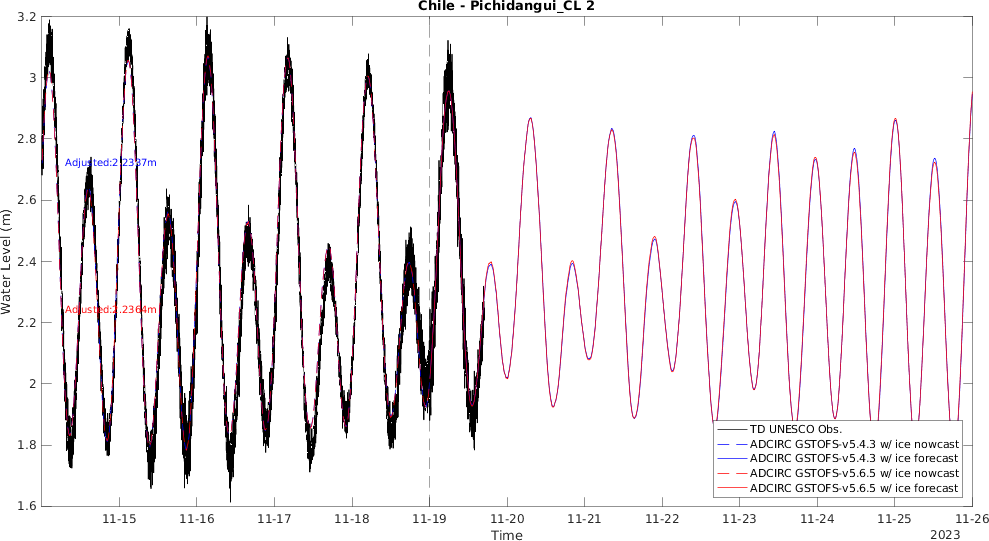 Chile - Pichidangui_CL 2
Water Level (m)
3.2
3
2.8
2.6
2.4
2.2
2
1.8
1.6
Adjusted:2.2337m
Adjusted:2.2364m
TD UNESCO Obs.
ADCIRC GSTOFS-v5.4.3 w/ ice nowcast
ADCIRC GSTOFS-v5.4.3 w/ ice forecast
ADCIRC GSTOFS-v5.6.5 w/ ice nowcast
ADCIRC GSTOFS-v5.6.5 w/ ice forecast
11-15 11-16 11-17 11-18 11-19 11-20 11-21 11-22 11-23 11-24 11-25 11-26
Time
2023